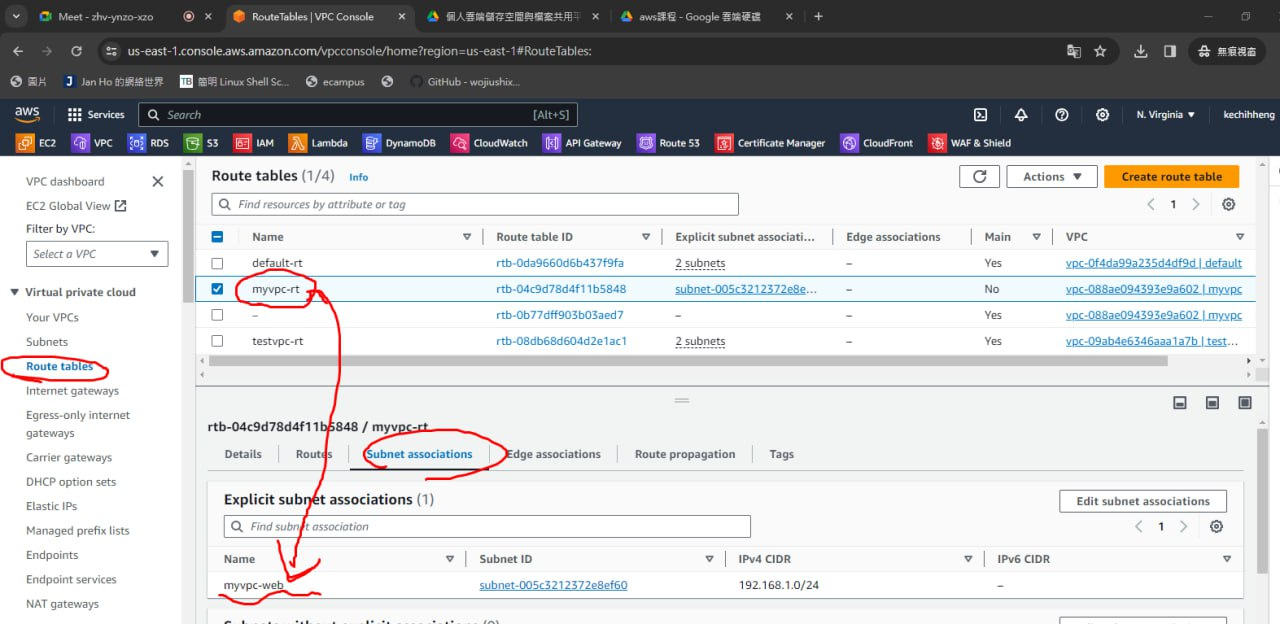 Meet - zhv-ynzo-xzo
RouteTables | VPC Console
個人雲端儲存空間與檔案共用平
aws課程 - Google 雲端硬碟
us-east-1.console.aws.amazon.com/vpcconsole/home?region=us-east-1#RouteTables:
無痕視窗
圖片
Jan Ho 的網絡世界
TB 簡明 Linux Shell Sc...
ecampus
GitHub - wojiushix...
aws
Services
Search
[Alt+S]
N. Virginia
kechihheng
EC2
VPC
RDS
S3
IAM
Lambda
DynamoDB
CloudWatch
API Gateway
Route 53
Certificate Manager
CloudFront
WAF & Shield
VPC dashboard
EC2 Global View
Filter by VPC:
Select a VPC
Virtual private cloud
Your VPCs
Subnets
Route tables
Internet gateways
Egress-only internet
gateways
Carrier gateways
DHCP option sets
Elastic IPs
Managed prefix lists
Endpoints
Endpoint services
NAT gateways
Route tables (1/4) Info
Actions
Create route table
Find resources by attribute or tag
1
Name Route table ID Explicit subnet associati... Edge associations Main VPC
default-rt rtb-0da9660d6b437f9fa 2 subnets – Yes vpc-0f4da99a235d4df9d | default
myvpc-rt rtb-04c9d78d4f11b5848 subnet-005c3212372e8e... – No vpc-088ae094393e9a602 | myvpc
– rtb-0b77dff903b03aed7 – – Yes vpc-088ae094393e9a602 | myvpc
testvpc-rt rtb-08db68d604d2e1ac1 2 subnets – Yes vpc-09ab4e6346aaa1a7b | test...
rtb-04c9d78d4f11b5848 / myvpc-rt
Details
Routes
Subnet associations
Edge associations
Route propagation
Tags
Explicit subnet associations (1)
Edit subnet associations
Find subnet association
1
Name Subnet ID IPv4 CIDR IPv6 CIDR
myvpc-web subnet-005c3212372e8ef60 192.168.1.0/24 –
Subnets without explicit associations (0)